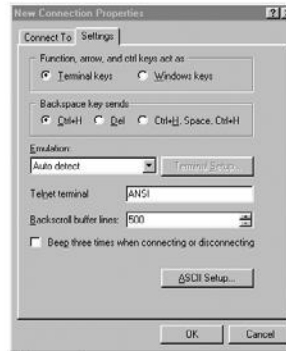 New Connection Properties
Connect To Settings
Function, arrow, and ctrl keys act as
Terminal keys Windows keys
Backspace key sends
Ctrl+H Del Ctrl+H, Space, Ctrl+H
Emulation:
Auto detect Terminal Setup...
Telnet terminal ANSI
Backscroll buffer lines: 500
Beep three times when connecting or disconnecting
ASCII Setup...
OK Cancel